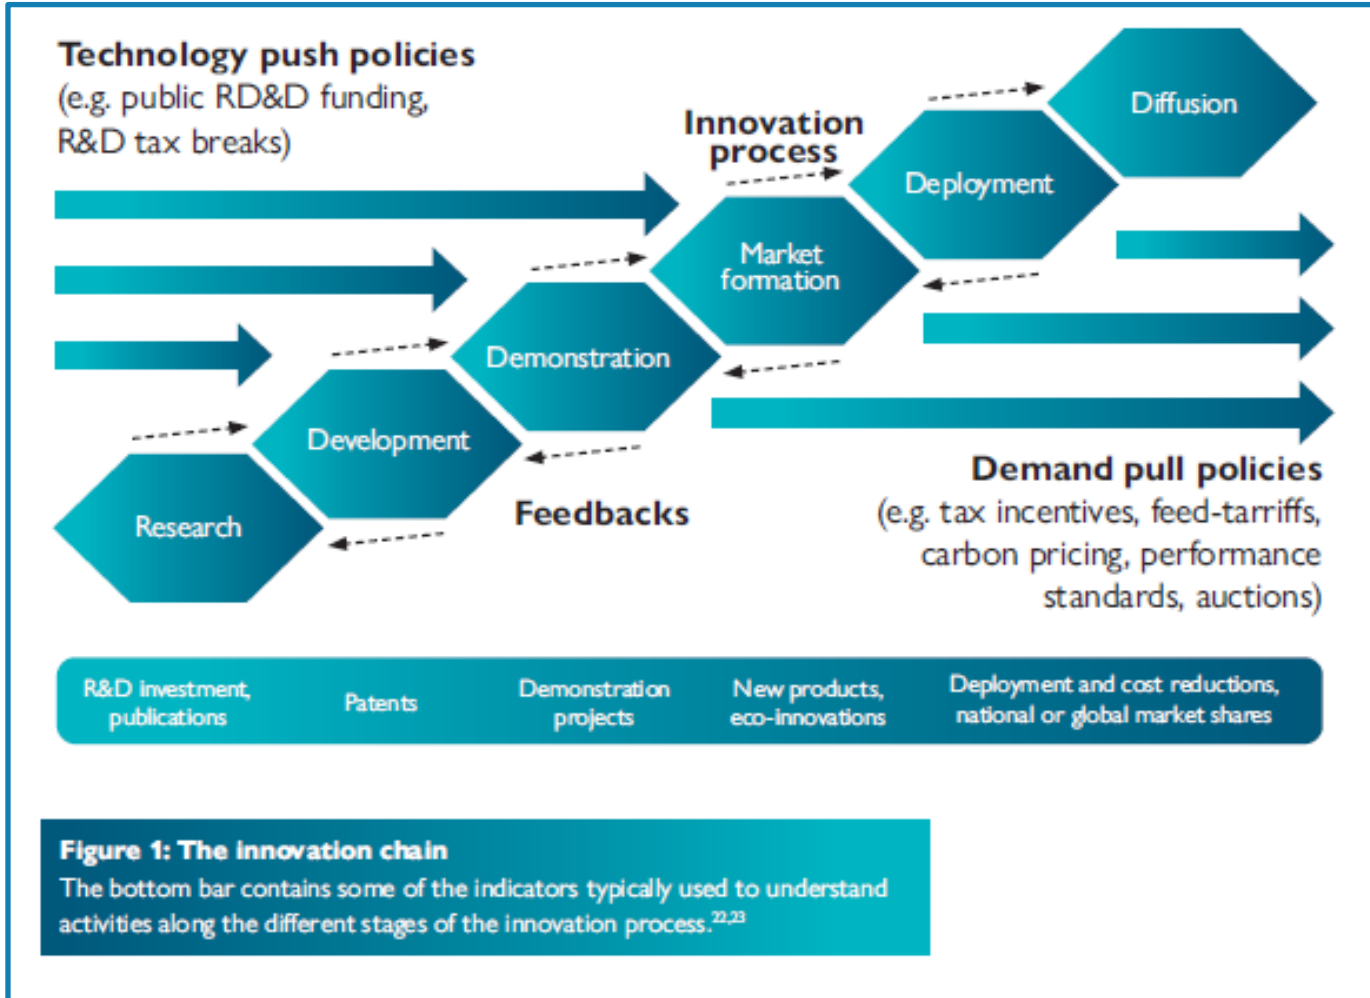 Technology push policies
(e.g. public RD&D funding,
R&D tax breaks)
Innovation
process
Diffusion
Deployment
Market
formation
Demonstration
Development
Research
Feedbacks
Demand pull policies
(e.g. tax incentives, feed-tarriffs,
carbon pricing, performance
standards, auctions)
R&D investment,
publications
Patents
Demonstration
projects
New products,
eco-innovations
Deployment and cost reductions,
national or global market shares
Figure 1: The innovation chain
The bottom bar contains some of the indicators typically used to understand
activities along the different stages of the innovation process.22,23